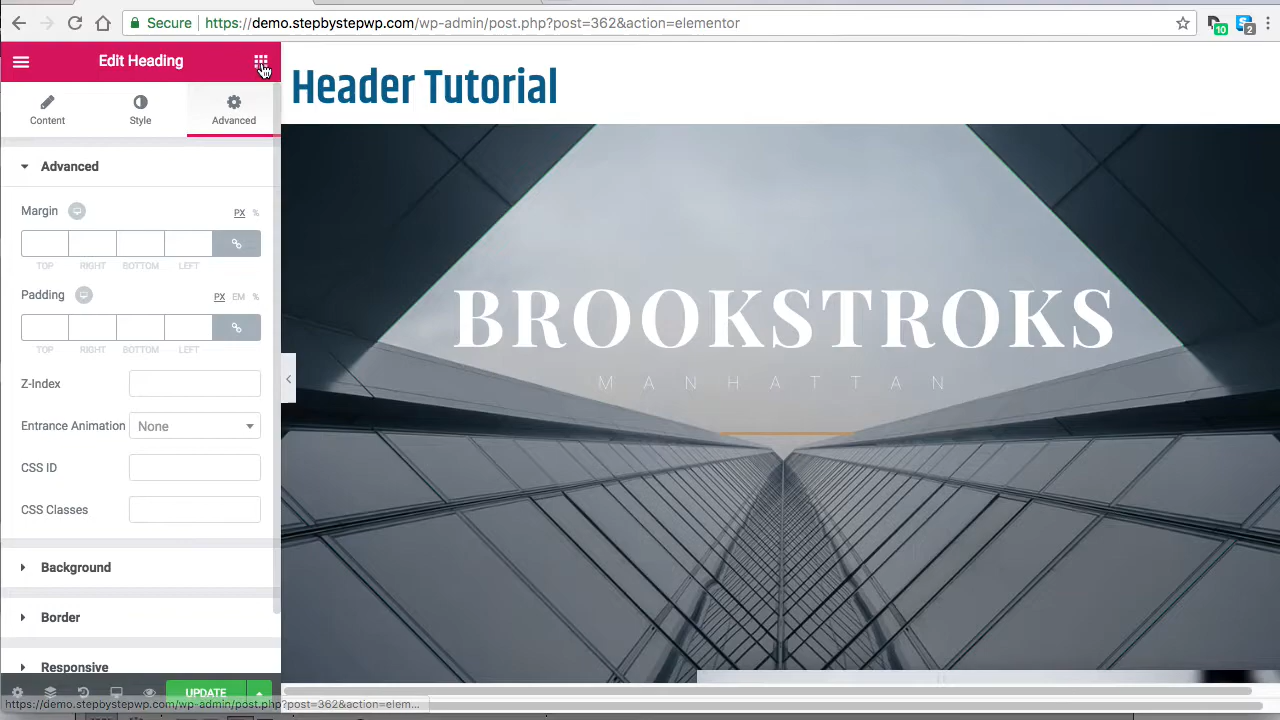 Secure https://demo.stepbystepwp.com/wp-admin/post.php?post=362&action=elementor
10
2
Edit Heading
Content
Style
Advanced
Advanced
Margin
PX %
TOP RIGHT BOTTOM LEFT
Padding
PX EM %
TOP RIGHT BOTTOM LEFT
Z-Index
Entrance Animation None
CSS ID
CSS Classes
Background
Border
Responsive
UPDATE
https://demo.stepbystepwp.com/wp-admin/post.php?post=362&action=elem...
Header Tutorial
BROOKSTROKS
MANHATTAN